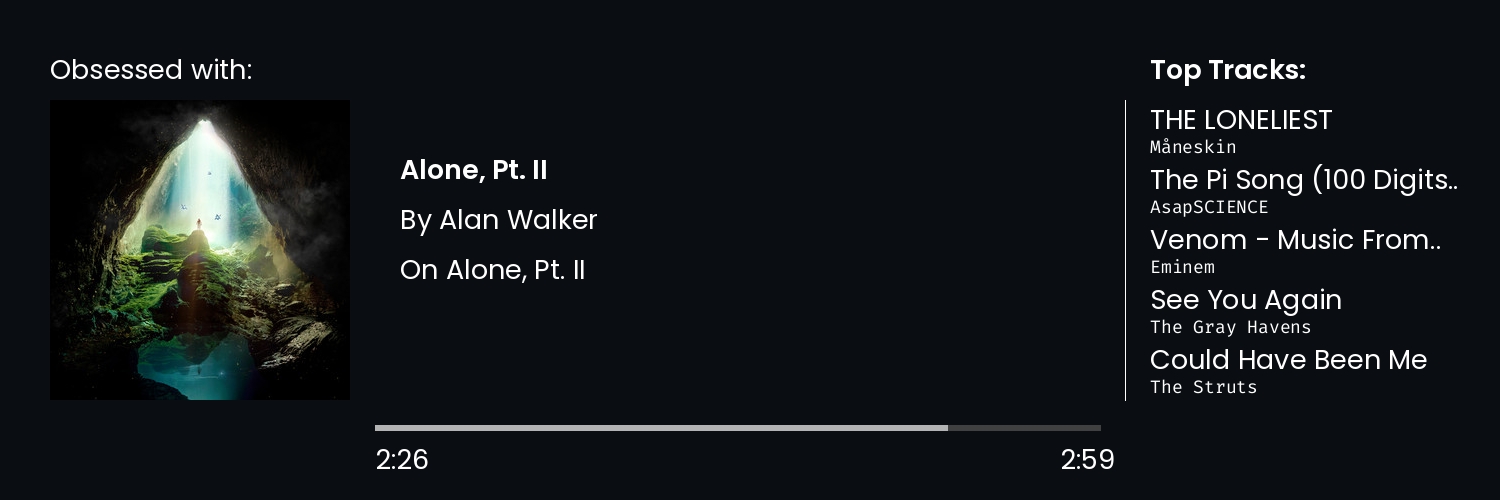 Obsessed with:
Alone, Pt. II
By Alan Walker
On Alone, Pt. II
2:26
2:59
Top Tracks:
THE LONELIEST
Måneskin
The Pi Song (100 Digits..
AsapSCIENCE
Venom - Music From..
Eminem
See You Again
The Gray Havens
Could Have Been Me
The Struts